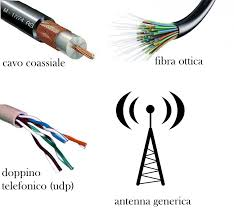 cavo coassiale
fibra ottica
doppino
telefonico (udp)
antenna generica